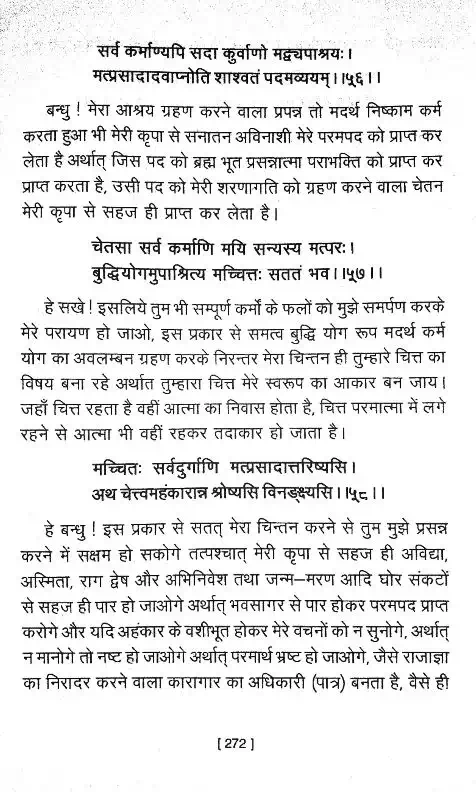 सर्व कर्माण्यपि सदा कुर्वाणो मद्व्यपाश्रयः।
मत्प्रसादादवाप्नोति शाश्वतं पदमव्ययम्।।५६।।
बन्धु ! मेरा आश्रय ग्रहण करने वाला प्रपन्न तो मदर्थ निष्काम कर्म
करता हुआ भी मेरी कृपा से सनातन अविनाशी मेरे परमपद को प्राप्त कर
लेता है अर्थात् जिस पद को ब्रह्म भूत प्रसन्नात्मा पराभक्ति को प्राप्त कर
प्राप्त करता है, उसी पद को मेरी शरणागति को ग्रहण करने वाला चेतन
मेरी कृपा से सहज ही प्राप्त कर लेता है।
चेतसा सर्व कर्माणि मयि सन्यस्य मत्परः।
बुद्धियोगमुपाश्रित्य मच्चित्तः सततं भव।।५७।।
हे सखे ! इसलिये तुम भी सम्पूर्ण कर्मों के फलों को मुझे समर्पण करके
मेरे परायण हो जाओ, इस प्रकार से समत्व बुद्धि योग रूप मदर्थ कर्म
योग का अवलम्बन ग्रहण करके निरन्तर मेरा चिन्तन ही तुम्हारे चित्त का
विषय बना रहे अर्थात तुम्हारा चित्त मेरे स्वरूप का आकार बन जाय।
जहाँ चित्त रहता है वहीं आत्मा का निवास होता है, चित्त परमात्मा में लगे
रहने से आत्मा भी वहीं रहकर तदाकार हो जाता है।
मच्चितः सर्वदुर्गाणि मत्प्रसादात्तरिष्यसि।
अथ चेत्त्वमहंकारान्न श्रोष्यसि विनङक्ष्यसि।।५८।।
हे बन्धु ! इस प्रकार से सतत् मेरा चिन्तन करने से तुम मुझे प्रसन्न
करने में सक्षम हो सकोगे तत्पश्चात् मेरी कृपा से सहज ही अविद्या,
अस्मिता, राग द्वेष और अभिनिवेश तथा जन्म–मरण आदि घोर संकटों
से सहज ही पार हो जाओगे अर्थात् भवसागर से पार होकर परमपद प्राप्त
करोगे और यदि अहंकार के वशीभूत होकर मेरे वचनों को न सुनोगे, अर्थात्
न मानोगे तो नष्ट हो जाओगे अर्थात् परमार्थ भ्रष्ट हो जाओगे, जैसे राजाज्ञा
का निरादर करने वाला कारागार का अधिकारी (पात्र) बनता है, वैसे ही
[ 272 ]